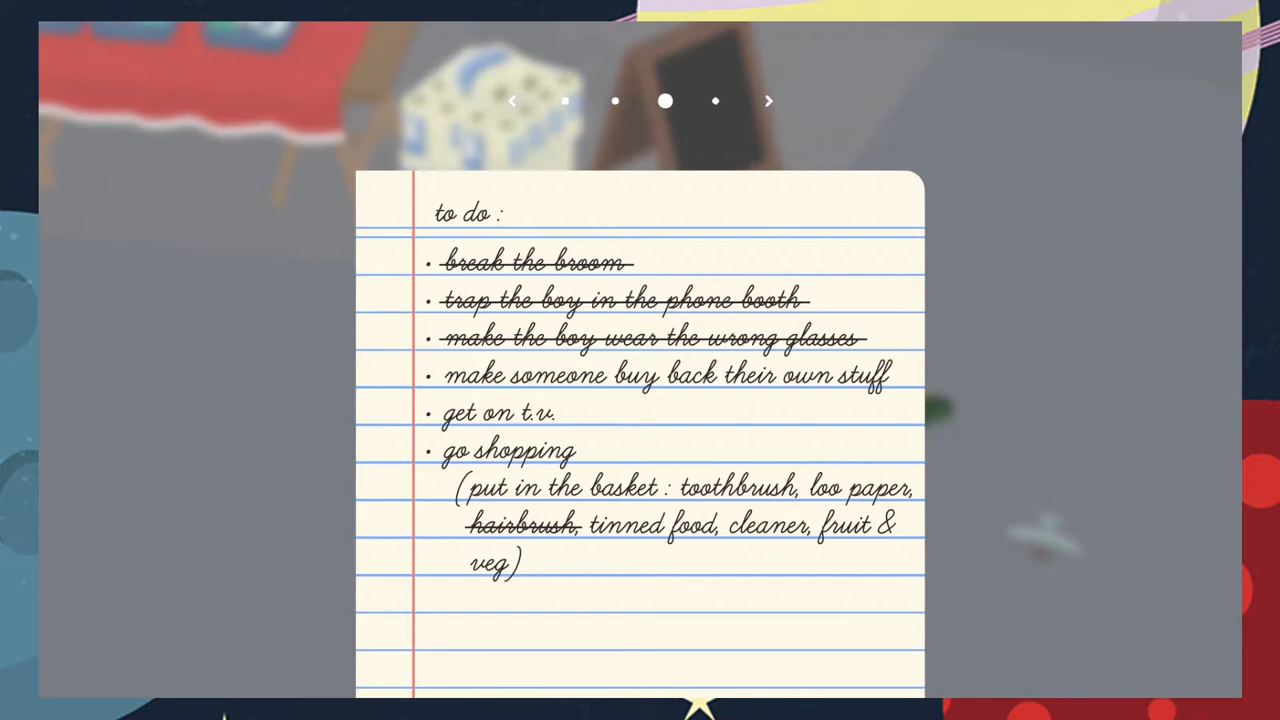 to do :
• break the broom
• trap the boy in the phone booth
• make the boy wear the wrong glasses
• make someone buy back their own stuff
• get on t.v.
• go shopping
(put in the basket : toothbrush, loo paper,
hairbrush, tinned food, cleaner, fruit &
veg)